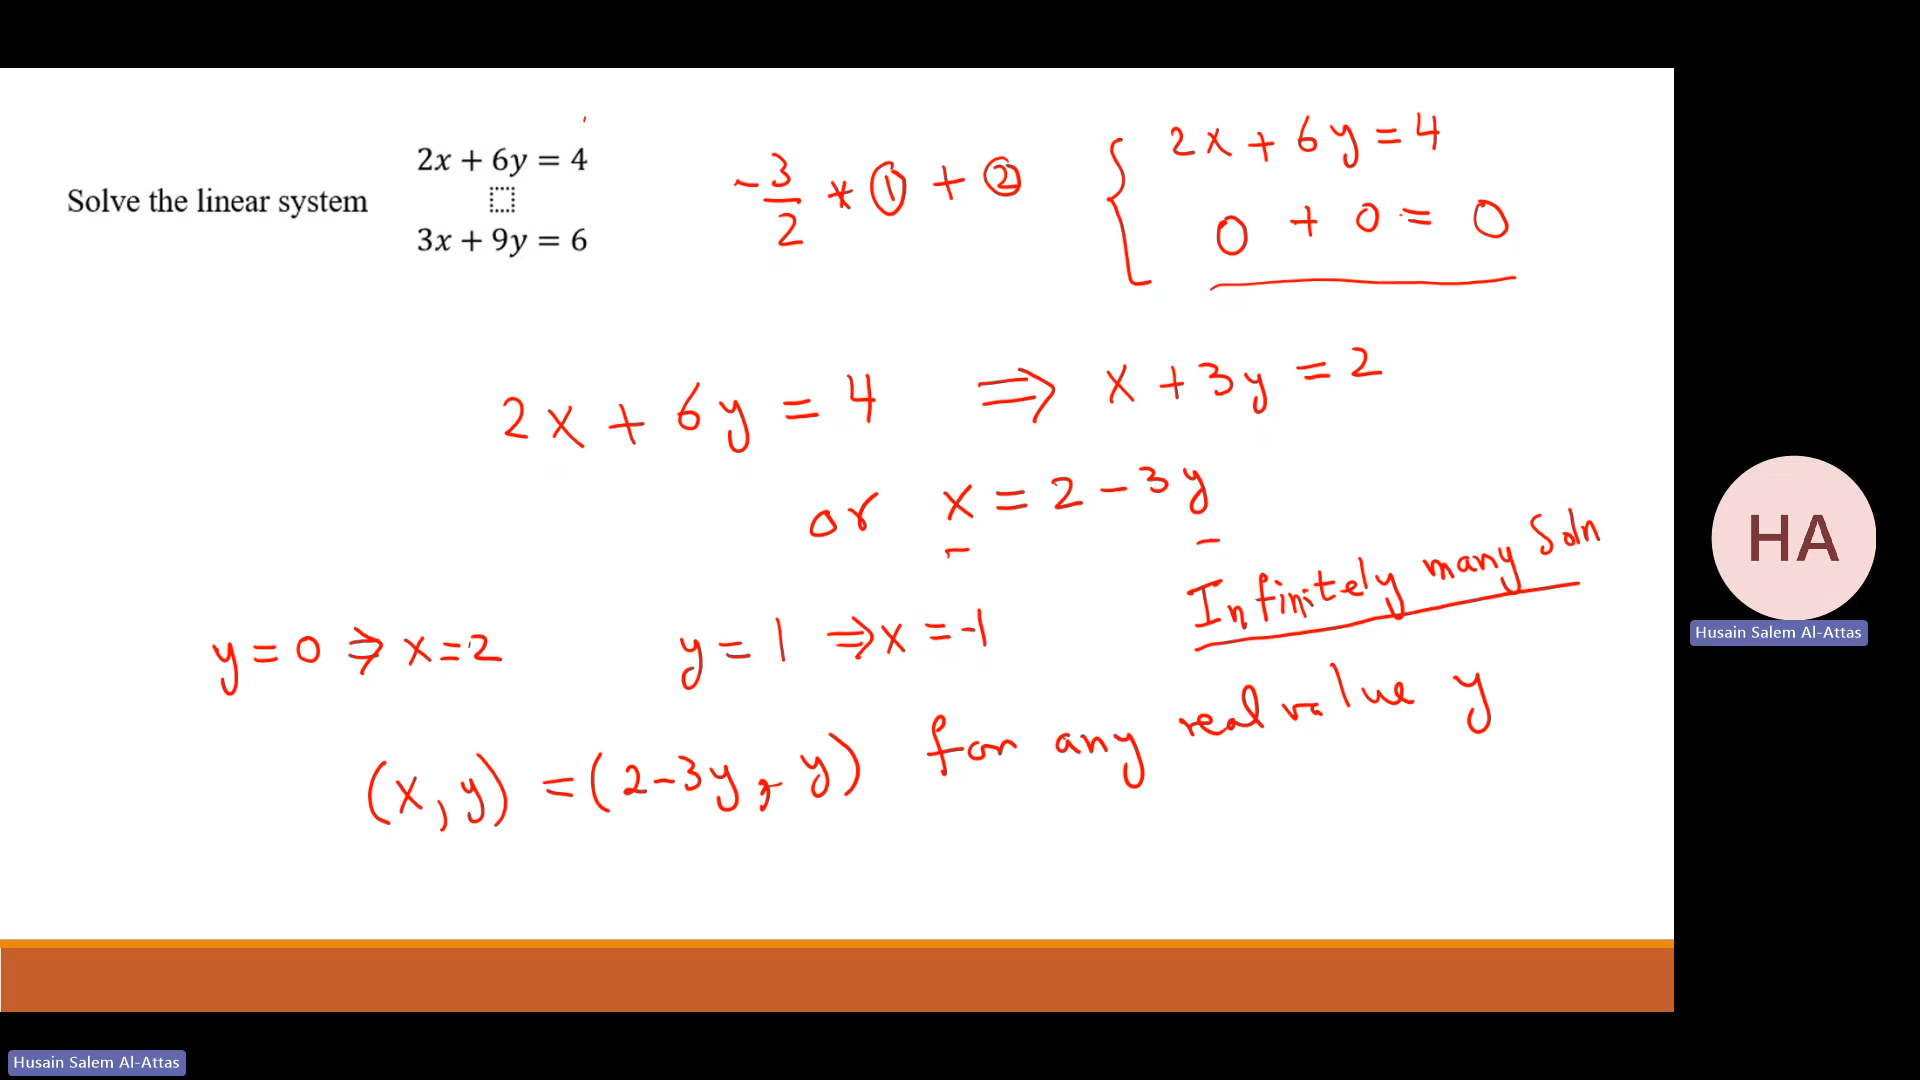 Solve the linear system
2x + 6y = 4
3x + 9y = 6
-3/2 * ① + ②
2x + 6y = 4
0 + 0 = 0
2x + 6y = 4 ⇒ x + 3y = 2
or x = 2 - 3y
Infinitely many Soln
y = 0 ⇒ x = 2
y = 1 ⇒ x = -1
(x, y) = (2-3y, y) for any real value y
HA
Husain Salem Al-Attas
Husain Salem Al-Attas